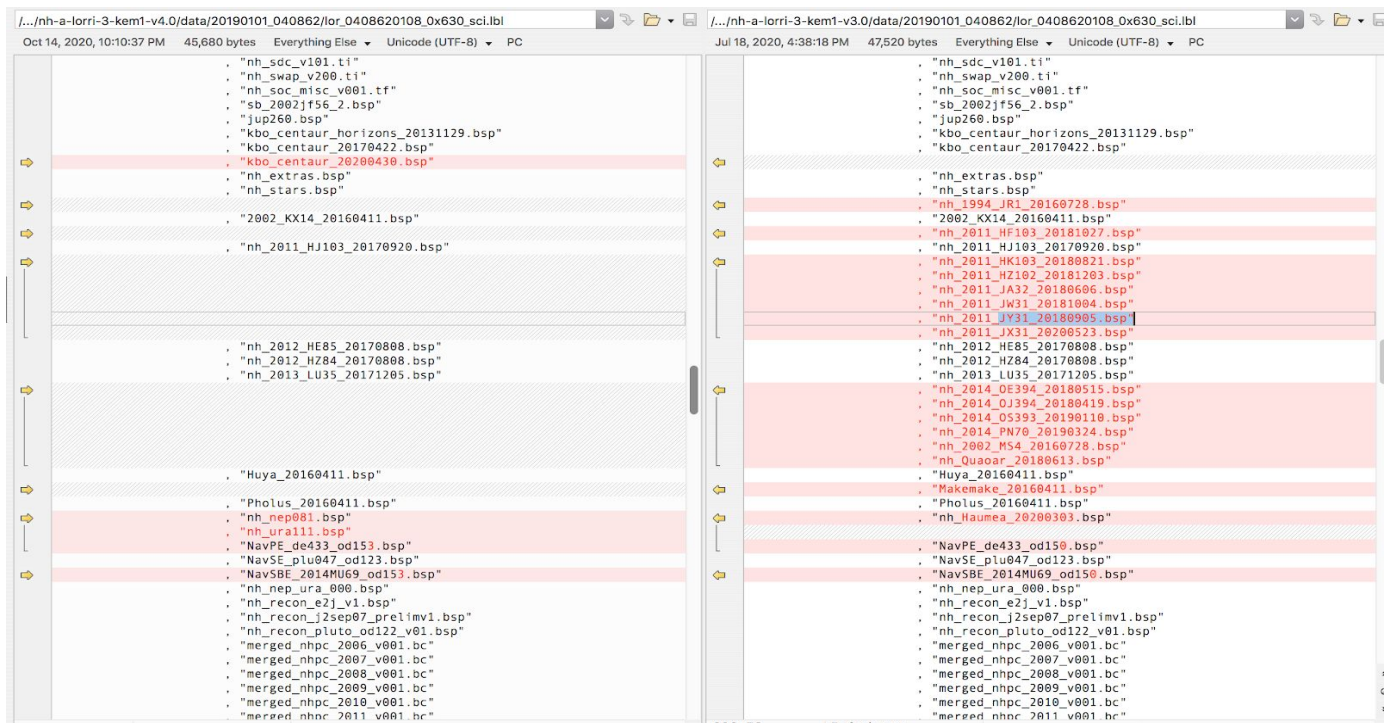 /.../nh-a-lorri-3-kem1-v4.0/data/20190101_040862/lor_0408620108_0x630_sci.lbl
Oct 14, 2020, 10:10:37 PM 45,680 bytes Everything Else Unicode (UTF-8) PC
, "nh_sdc_v101.ti"
, "nh_swap_v200.ti"
, "nh_soc_misc_v001.tf"
, "sb_2002jf56_2.bsp"
, "jup260.bsp"
, "kbo_centaur_horizons_20131129.bsp"
, "kbo_centaur_20170422.bsp"
, "kbo_centaur_20200430.bsp"
, "nh_extras.bsp"
, "nh_stars.bsp"
, "2002_KX14_20160411.bsp"
, "nh_2011_HJ103_20170920.bsp"
, "nh_2012_HE85_20170808.bsp"
, "nh_2012_HZ84_20170808.bsp"
, "nh_2013_LU35_20171205.bsp"
, "Huya_20160411.bsp"
, "Pholus_20160411.bsp"
, "nh_nep081.bsp"
, "nh_ura111.bsp"
, "NavPE_de433_od153.bsp"
, "NavSE_plu047_od123.bsp"
, "NavSBE_2014MU69_od153.bsp"
, "nh_nep_ura_000.bsp"
, "nh_recon_e2j_v1.bsp"
, "nh_recon_j2sep07_prelimv1.bsp"
, "nh_recon_pluto_od122_v01.bsp"
, "merged_nhpc_2006_v001.bc"
, "merged_nhpc_2007_v001.bc"
, "merged_nhpc_2008_v001.bc"
, "merged_nhpc_2009_v001.bc"
, "merged_nhpc_2010_v001.bc"
, "merged_nhpc_2011_v001.bc"
/.../nh-a-lorri-3-kem1-v3.0/data/20190101_040862/lor_0408620108_0x630_sci.lbl
Jul 18, 2020, 4:38:18 PM 47,520 bytes Everything Else Unicode (UTF-8) PC
, "nh_sdc_v101.ti"
, "nh_swap_v200.ti"
, "nh_soc_misc_v001.tf"
, "sb_2002jf56_2.bsp"
, "jup260.bsp"
, "kbo_centaur_horizons_20131129.bsp"
, "kbo_centaur_20170422.bsp"
, "nh_extras.bsp"
, "nh_stars.bsp"
, "nh_1994_JR1_20160728.bsp"
, "2002_KX14_20160411.bsp"
, "nh_2011_HF103_20181027.bsp"
, "nh_2011_HJ103_20170920.bsp"
, "nh_2011_HK103_20180821.bsp"
, "nh_2011_HZ102_20181203.bsp"
, "nh_2011_JA32_20180606.bsp"
, "nh_2011_JW31_20181004.bsp"
, "nh_2011_JY31_20180905.bsp"
, "nh_2011_JX31_20200523.bsp"
, "nh_2012_HE85_20170808.bsp"
, "nh_2012_HZ84_20170808.bsp"
, "nh_2013_LU35_20171205.bsp"
, "nh_2014_OE394_20180515.bsp"
, "nh_2014_OJ394_20180419.bsp"
, "nh_2014_OS393_20190110.bsp"
, "nh_2014_PN70_20190324.bsp"
, "nh_2002_MS4_20160728.bsp"
, "nh_Quaoar_20180613.bsp"
, "Huya_20160411.bsp"
, "Makemake_20160411.bsp"
, "Pholus_20160411.bsp"
, "nh_Haumea_20200303.bsp"
, "NavPE_de433_od150.bsp"
, "NavSE_plu047_od123.bsp"
, "NavSBE_2014MU69_od150.bsp"
, "nh_nep_ura_000.bsp"
, "nh_recon_e2j_v1.bsp"
, "nh_recon_j2sep07_prelimv1.bsp"
, "nh_recon_pluto_od122_v01.bsp"
, "merged_nhpc_2006_v001.bc"
, "merged_nhpc_2007_v001.bc"
, "merged_nhpc_2008_v001.bc"
, "merged_nhpc_2009_v001.bc"
, "merged_nhpc_2010_v001.bc"
, "merged_nhpc_2011_v001.bc"